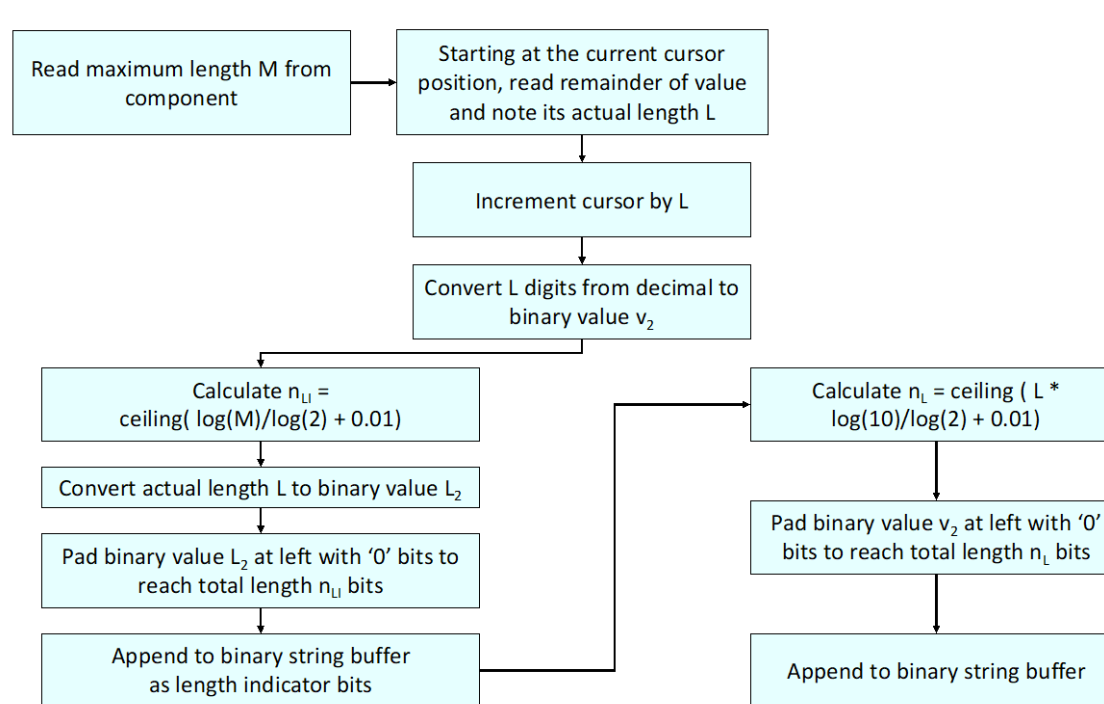 Read maximum length M from
component
Starting at the current cursor
position, read remainder of value
and note its actual length L
Increment cursor by L
Convert L digits from decimal to
binary value v₂
Calculate nLI =
ceiling( log(M)/log(2) + 0.01)
Convert actual length L to binary value L₂
Pad binary value L₂ at left with ‘0’ bits to
reach total length nLI bits
Append to binary string buffer
as length indicator bits
Calculate nL = ceiling ( L *
log(10)/log(2) + 0.01)
Pad binary value v₂ at left with ‘0’
bits to reach total length nL bits
Append to binary string buffer